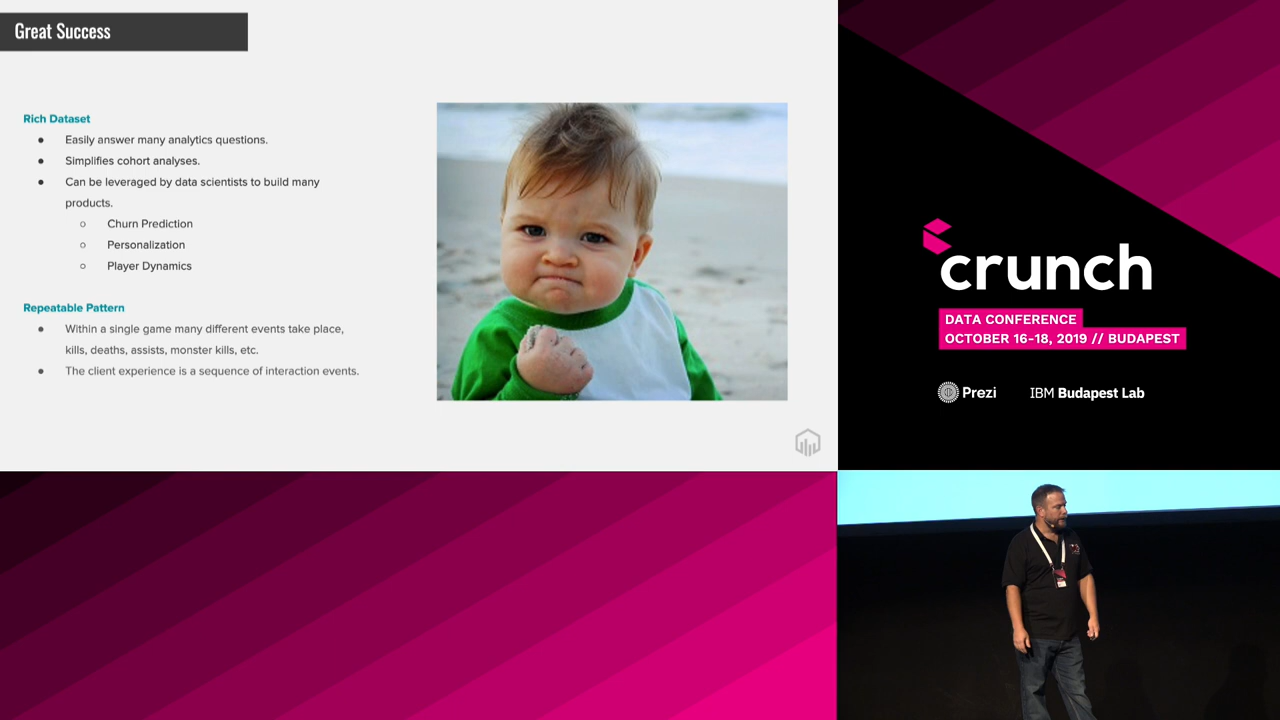 Great Success
Rich Dataset
● Easily answer many analytics questions.
● Simplifies cohort analyses.
● Can be leveraged by data scientists to build many
products.
○ Churn Prediction
○ Personalization
○ Player Dynamics
Repeatable Pattern
● Within a single game many different events take place,
kills, deaths, assists, monster kills, etc.
● The client experience is a sequence of interaction events.
crunch
DATA CONFERENCE
OCTOBER 16-18, 2019 // BUDAPEST
Prezi
IBM Budapest Lab